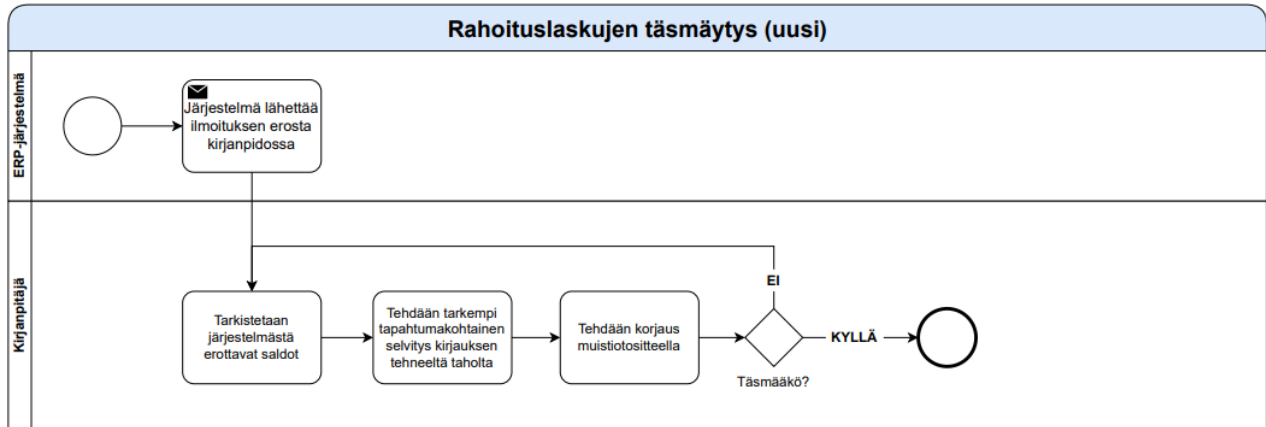 Rahoituslaskujen täsmäytys (uusi)
ERP-järjestelmä
Järjestelmä lähettää
ilmoituksen erosta
kirjanpidossa
Kirjanpitäjä
Tarkistetaan
järjestelmästä
erottavat saldot
Tehdään tarkempi
tapahtumakohtainen
selvitys kirjauksen
tehneeltä taholta
Tehdään korjaus
muistiotositteella
EI
Täsmääkö?
KYLLÄ